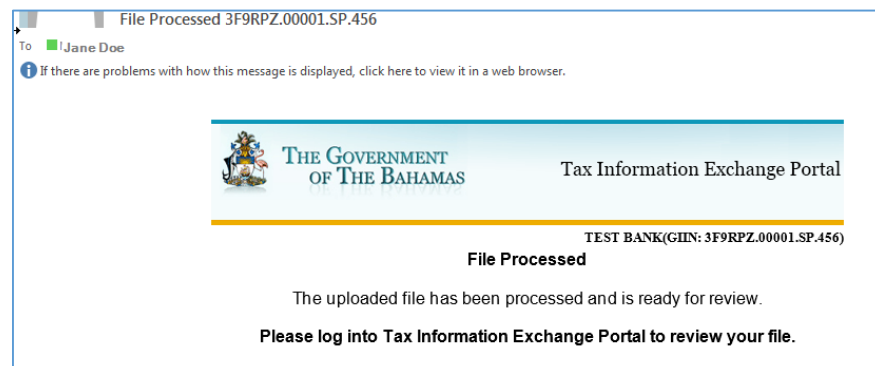 File Processed 3F9RPZ.00001.SP.456
To Jane Doe
If there are problems with how this message is displayed, click here to view it in a web browser.
THE GOVERNMENT
OF THE BAHAMAS
Tax Information Exchange Portal
TEST BANK(GIIN: 3F9RPZ.00001.SP.456)
File Processed
The uploaded file has been processed and is ready for review.
Please log into Tax Information Exchange Portal to review your file.